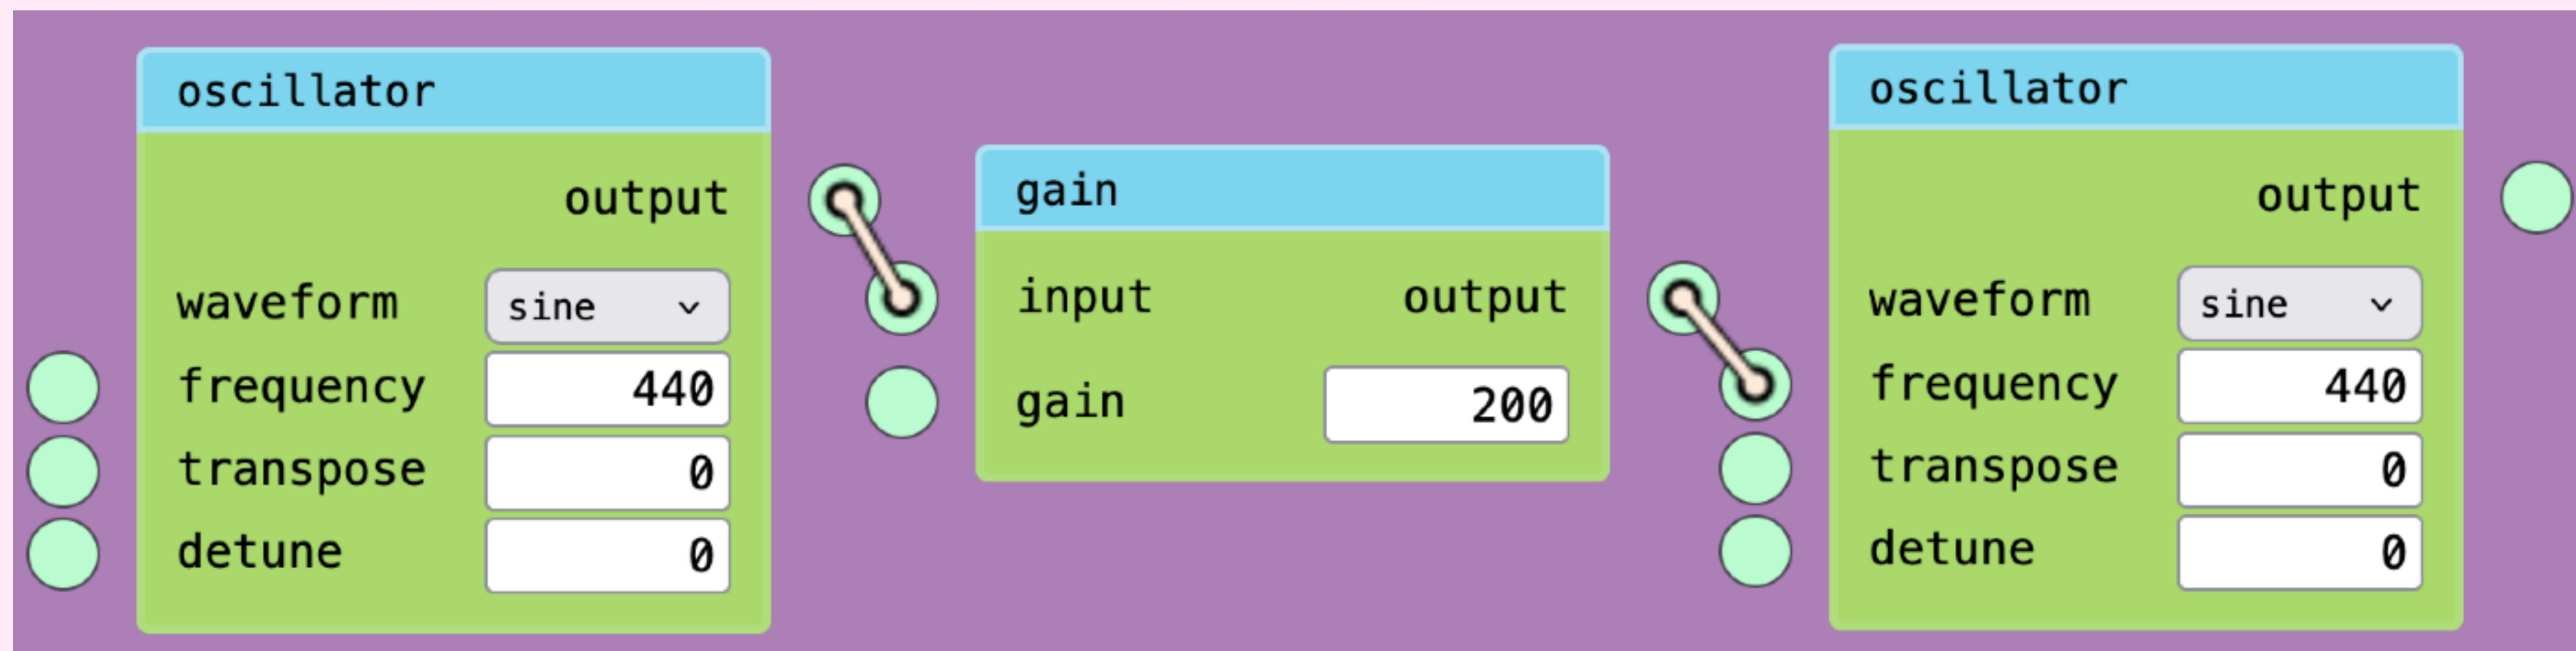 oscillator
output
waveform sine
frequency 440
transpose 0
detune 0
gain
input output
gain 200
oscillator
output
waveform sine
frequency 440
transpose 0
detune 0